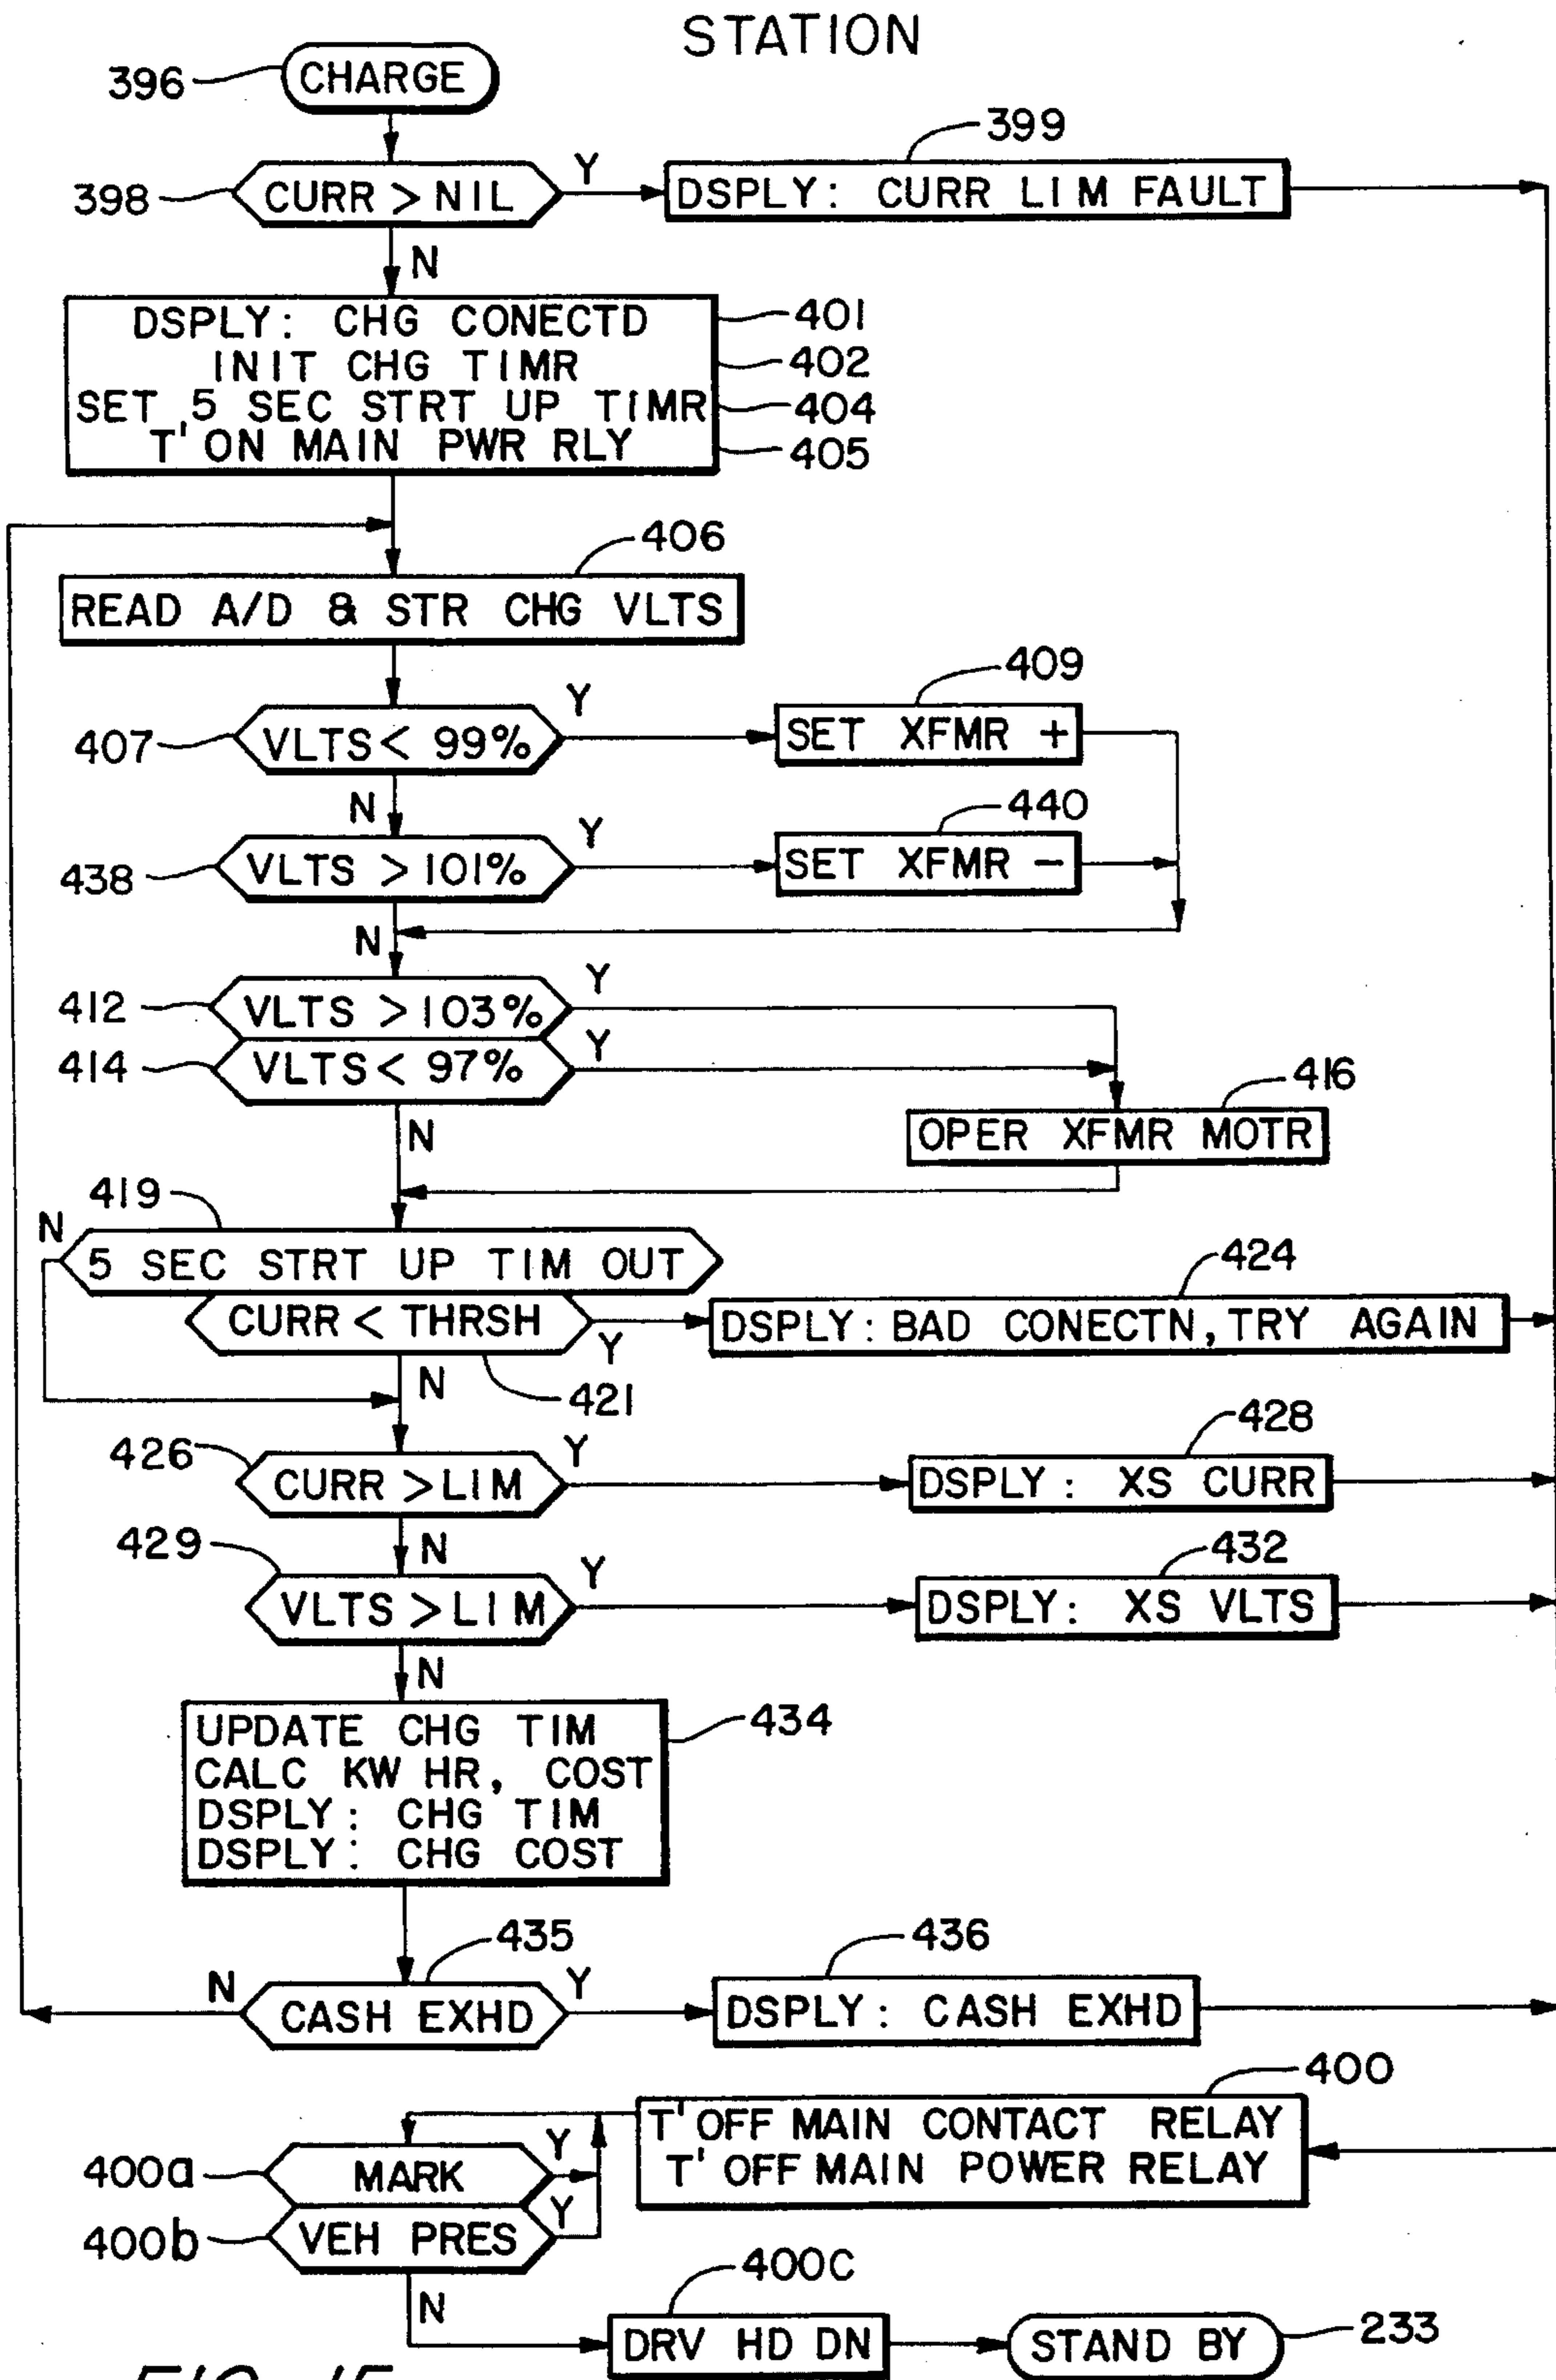 STATION
396 CHARGE
399
398 CURR > NIL Y DSPLY: CURR LIM FAULT
N
DSPLY: CHG CONECTD 401
INIT CHG TIMR 402
SET 5 SEC STRT UP TIMR 404
T'ON MAIN PWR RLY 405
406
READ A/D & STR CHG VLTS
409
407 VLTS < 99% Y SET XFMR +
N
440
438 VLTS > 101% Y SET XFMR -
N
412 VLTS > 103% Y
414 VLTS < 97% Y
416
N OPER XFMR MOTR
419
N 5 SEC STRT UP TIM OUT
424
CURR < THRSH Y DSPLY: BAD CONECTN, TRY AGAIN
N 421
428
426 CURR > LIM Y DSPLY: XS CURR
N
432
429 VLTS > LIM Y DSPLY: XS VLTS
N
UPDATE CHG TIM 434
CALC KW HR, COST
DSPLY: CHG TIM
DSPLY: CHG COST
435 436
N CASH EXHD Y DSPLY: CASH EXHD
400
T'OFF MAIN CONTACT RELAY
T'OFF MAIN POWER RELAY
400a MARK Y
400b VEH PRES Y
400C
N DRV HD DN STAND BY 233